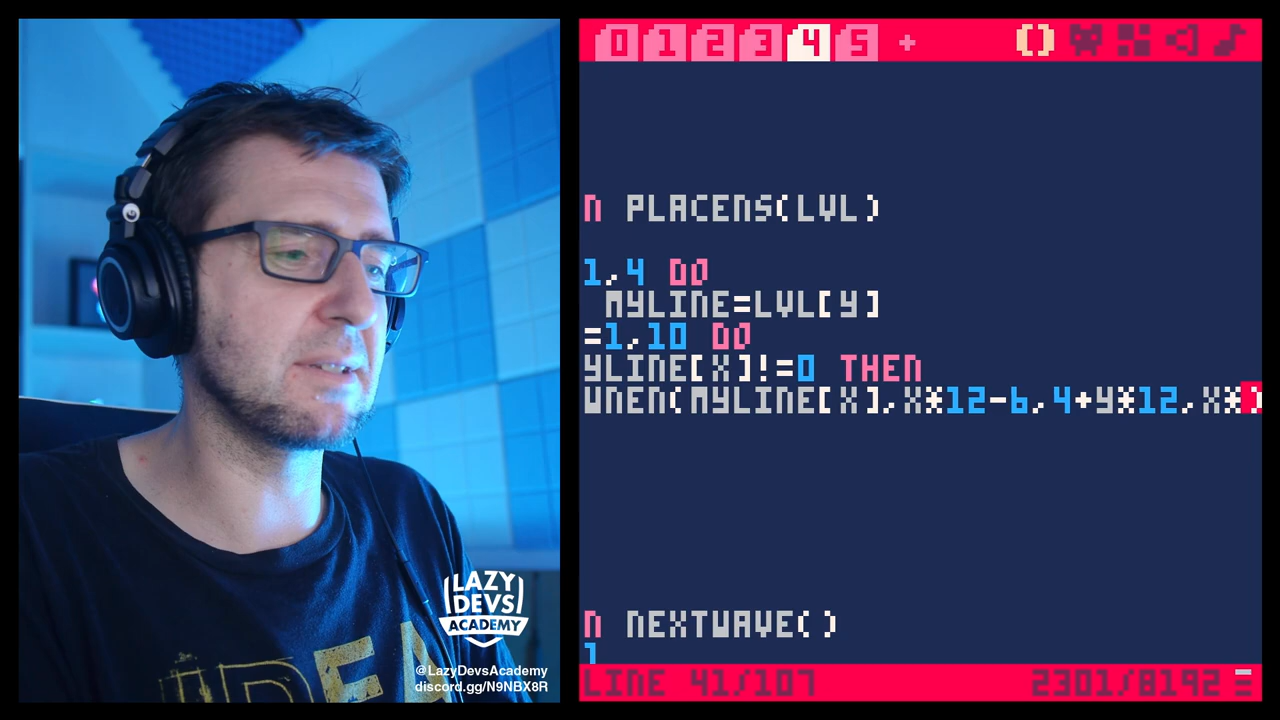 0 1 2 3 4 5 +
N PLACENS(LVL)
1,4 DO
MYLINE=LVL[Y]
=1,10 DO
YLINE[X]!=0 THEN
WNEN(MYLINE[X],X*12-6,4+Y*12,X*)
N NEXTWAVE()
1
LINE 41/107 2301/8192
LAZY
DEVS
ACADEMY
@LazyDevsAcademy
discord.gg/N9NBX8R